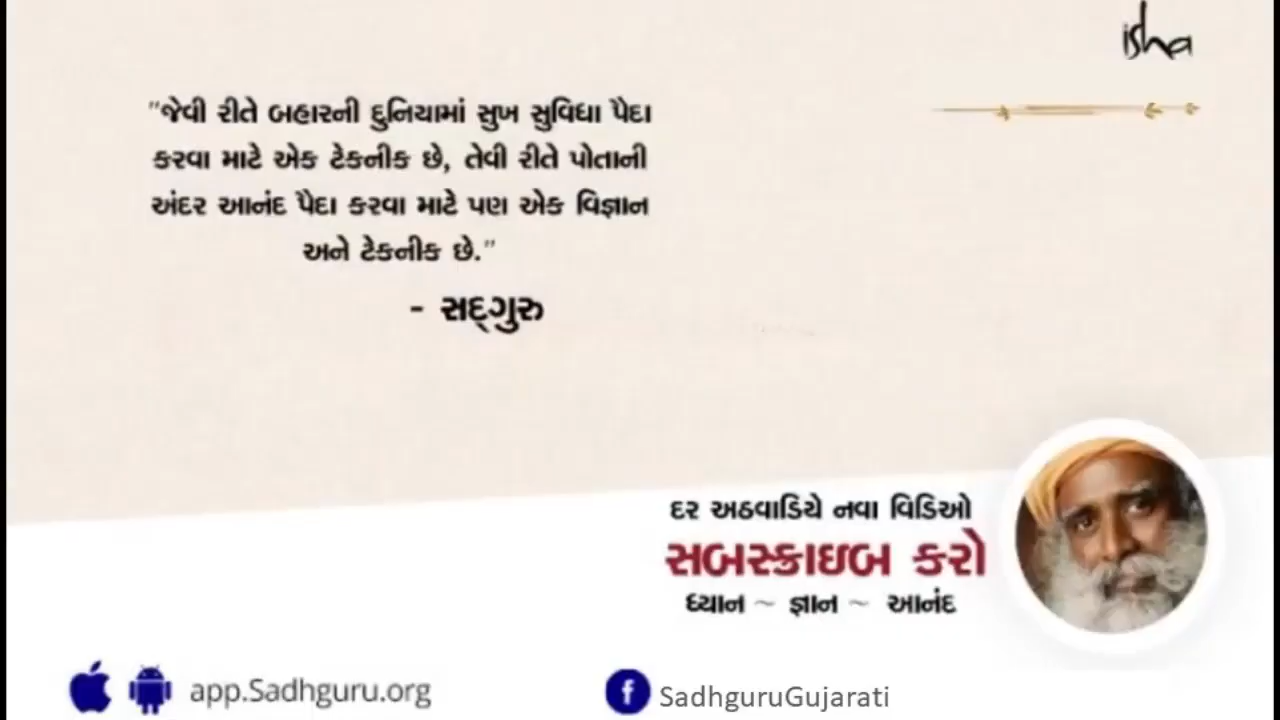 isha
"જેવી રીતે બહારની દુનિયામાં સુખ સુવિધા પૈદા
કરવા માટે એક ટેકનીક છે, તેવી રીતે પોતાની
અંદર આનંદ પૈદા કરવા માટે પણ એક વિજ્ઞાન
અને ટેકનીક છે."
- સદ્‌ગુરુ
દર અઠવાડિયે નવા વિડિઓ
સબસ્ક્રાઇબ કરો
ધ્યાન ~ જ્ઞાન ~ આનંદ
app.Sadhguru.org
f SadhguruGujarati